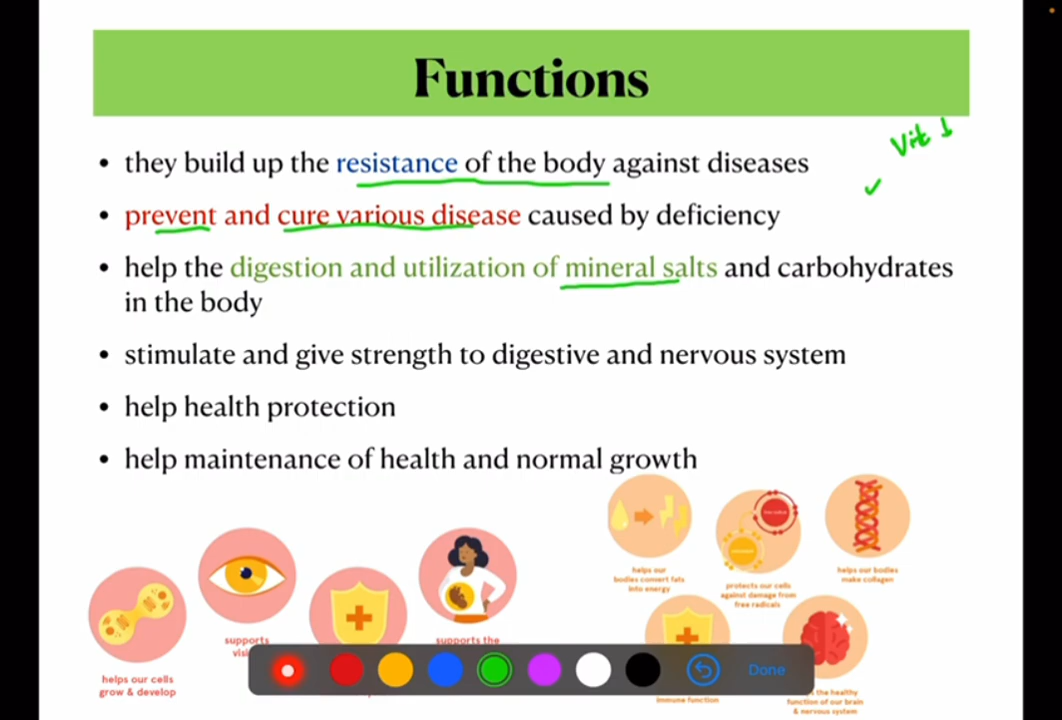 Functions
Vit
• they build up the resistance of the body against diseases
• prevent and cure various disease caused by deficiency
• help the digestion and utilization of mineral salts and carbohydrates
in the body
• stimulate and give strength to digestive and nervous system
• help health protection
• help maintenance of health and normal growth
helps our cells
grow & develop
supports
supports the
helps our
bodies convert fats
into energy
protects our cells
against damage from
free radicals
helps our bodies
make collagen
immune function
the healthy
function of our brain
& nervous system
Done